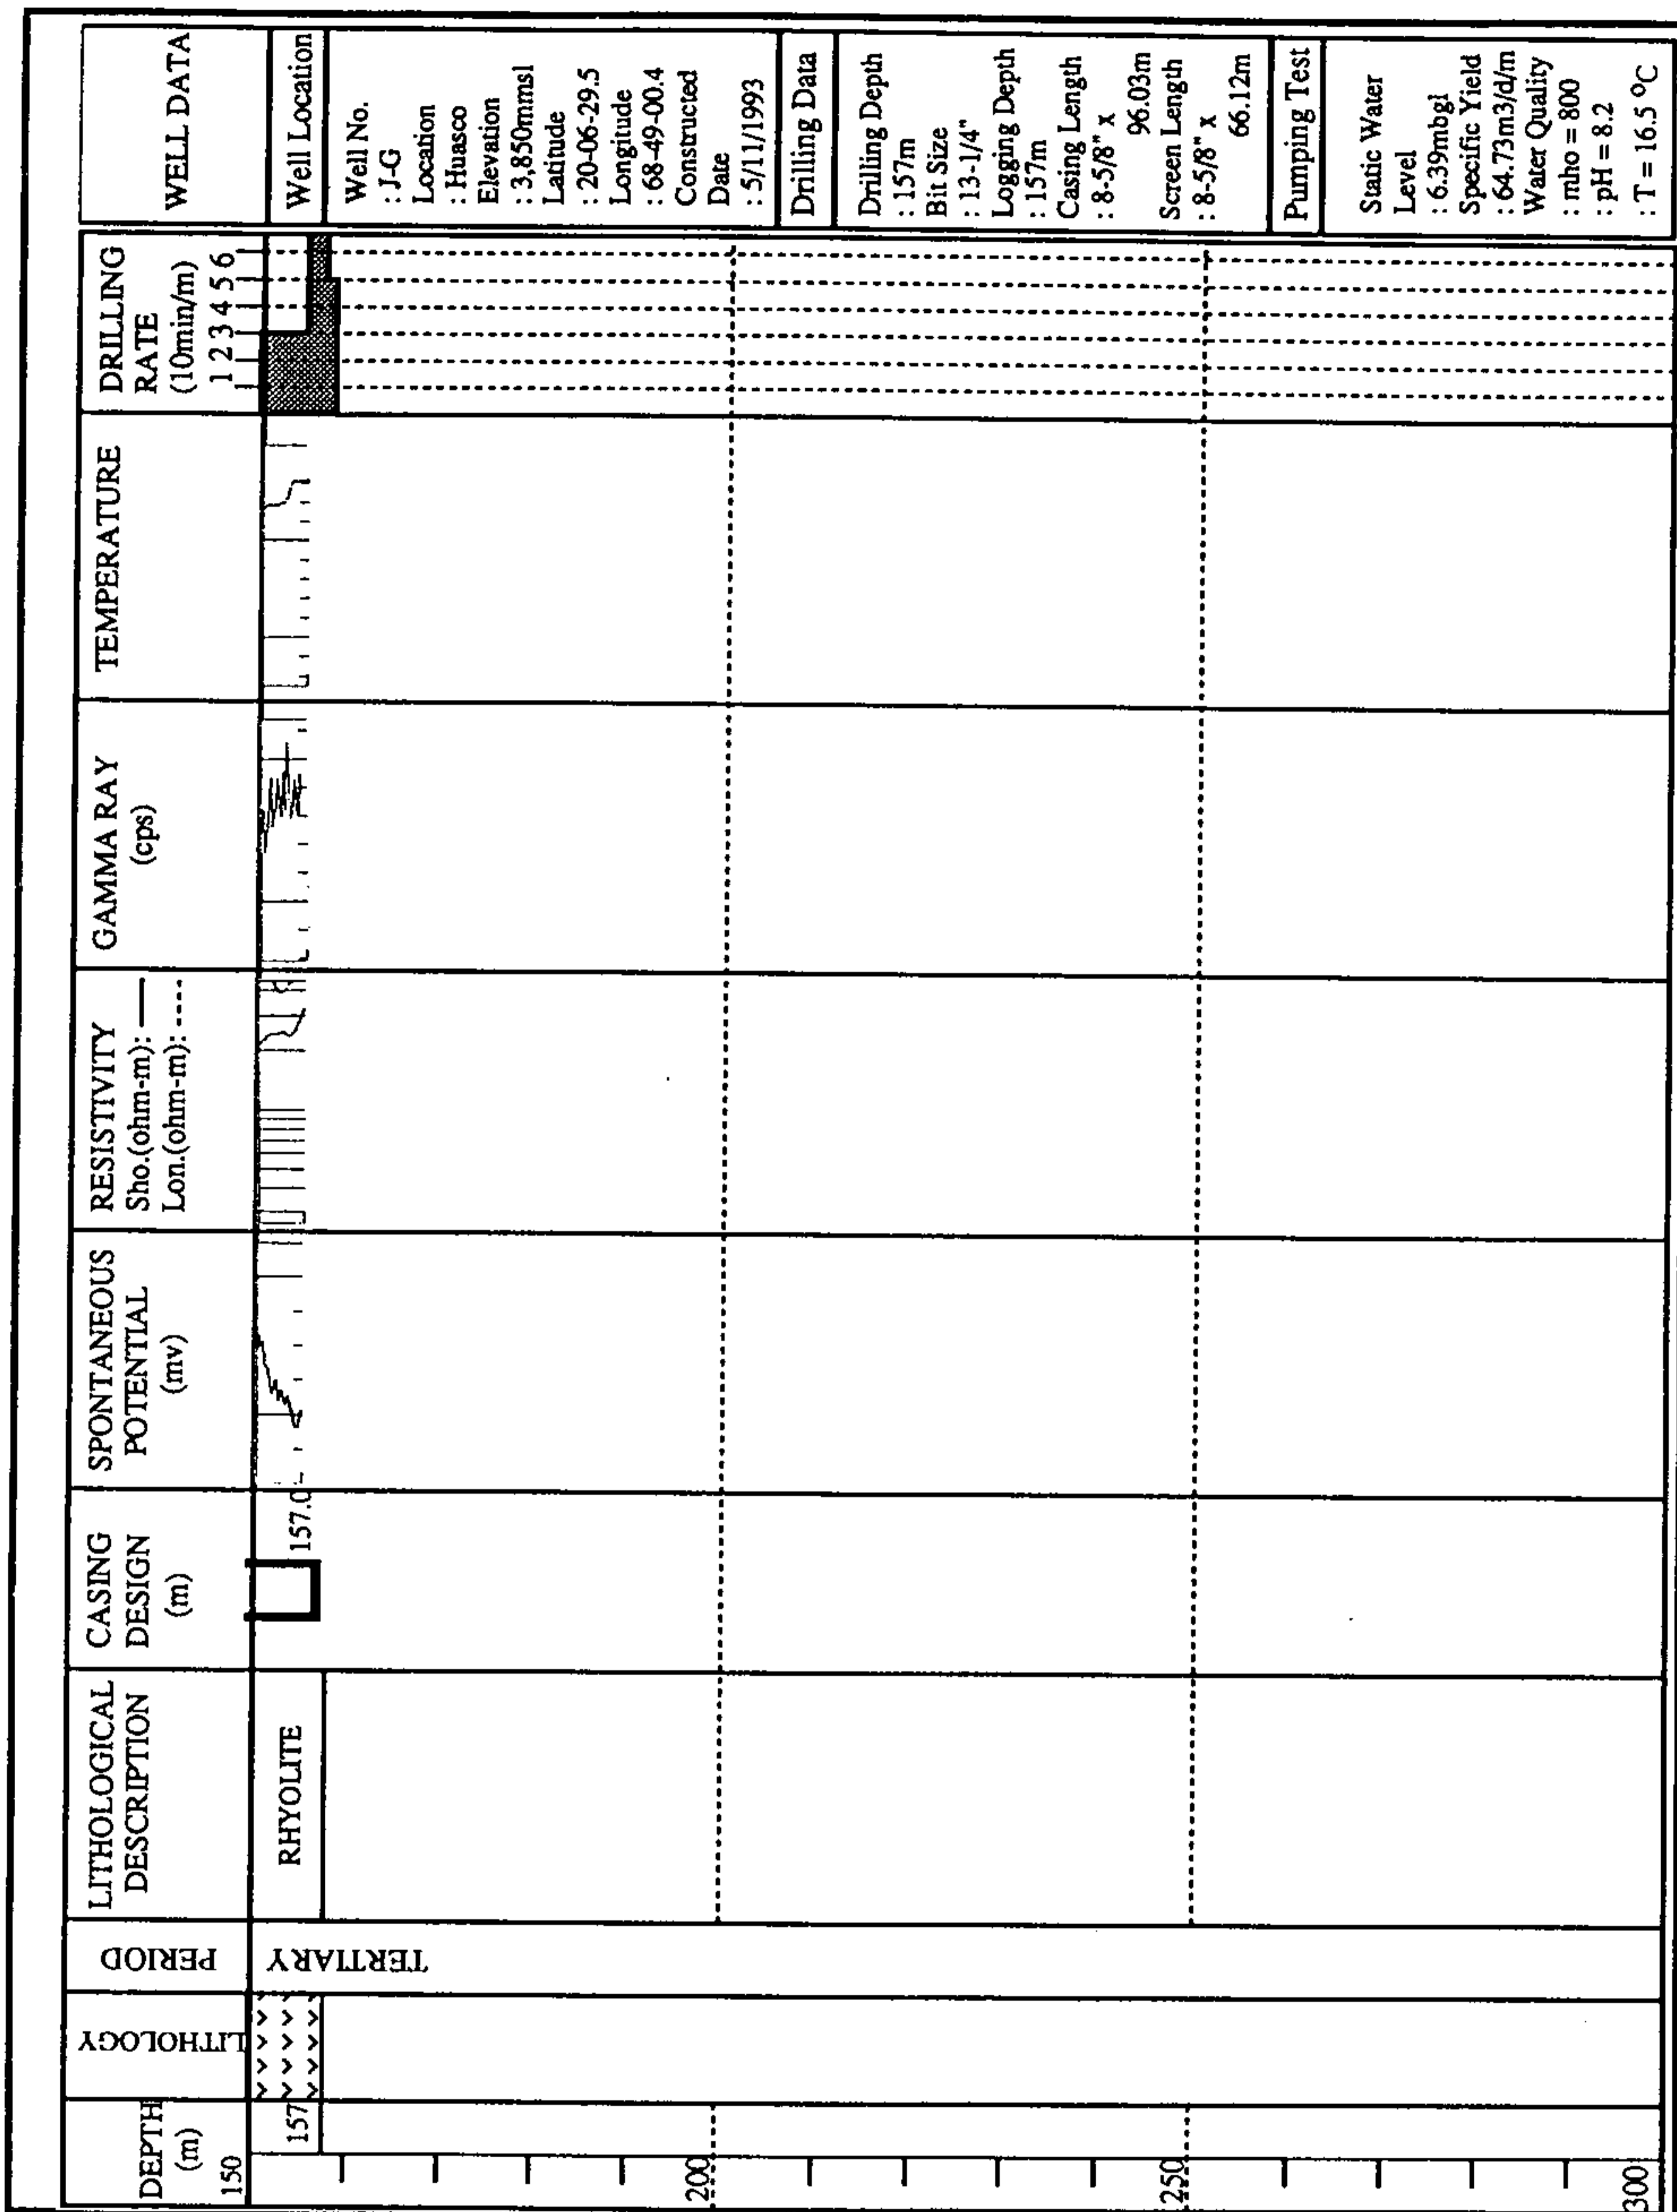 DEPTH
(m)
150
LITHOLOGY
PERIOD
LITHOLOGICAL
DESCRIPTION
CASING
DESIGN
(m)
SPONTANEOUS
POTENTIAL
(mv)
RESISTIVITY
Sho.(ohm-m): ——
Lon.(ohm-m): ----
GAMMA RAY
(cps)
TEMPERATURE
DRILLING
RATE
(10min/m)
1 2 3 4 5 6
157
TERTIARY
RHYOLITE
157.0
200
250
300
WELL DATA
Well Location
Well No.
: J-G
Location
: Huasco
Elevation
: 3,850mmsl
Latitude
: 20-06-29.5
Longitude
: 68-49-00.4
Constructed
Date
: 5/11/1993
Drilling Data
Drilling Depth
: 157m
Bit Size
: 13-1/4"
Logging Depth
: 157m
Casing Length
: 8-5/8" x
96.03m
Screen Length
: 8-5/8" x
66.12m
Pumping Test
Static Water
Level
: 6.39mbgl
Specific Yield
: 64.73m3/d/m
Water Quality
: mho = 800
: pH = 8.2
: T = 16.5 °C